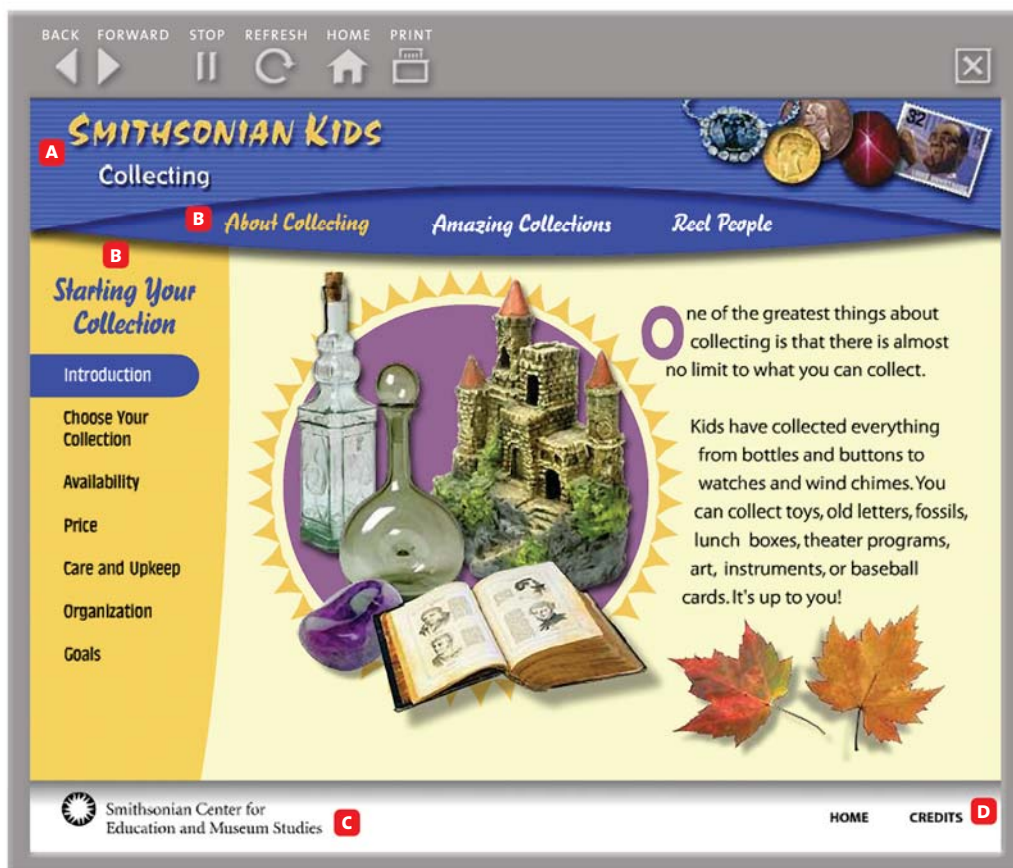 BACK FORWARD STOP REFRESH HOME PRINT
SMITHSONIAN KIDS
A
Collecting
32
B About Collecting Amazing Collections Reel People
B
Starting Your
Collection
Introduction
Choose Your
Collection
Availability
Price
Care and Upkeep
Organization
Goals
One of the greatest things about
collecting is that there is almost
no limit to what you can collect.
Kids have collected everything
from bottles and buttons to
watches and wind chimes. You
can collect toys, old letters, fossils,
lunch boxes, theater programs,
art, instruments, or baseball
cards. It's up to you!
Smithsonian Center for
Education and Museum Studies C
HOME CREDITS D